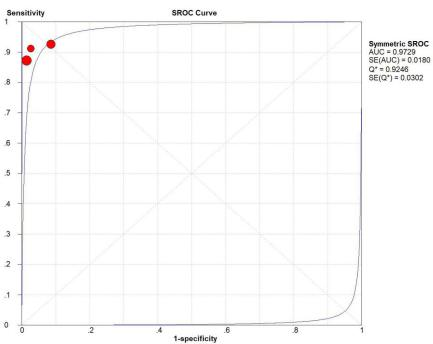 Sensitivity
SROC Curve
1
.9
.8
.7
.6
.5
.4
.3
.2
.1
0
0 .2 .4 .6 .8 1
1-specificity
Symmetric SROC
AUC = 0.9729
SE(AUC) = 0.0180
Q* = 0.9246
SE(Q*) = 0.0302